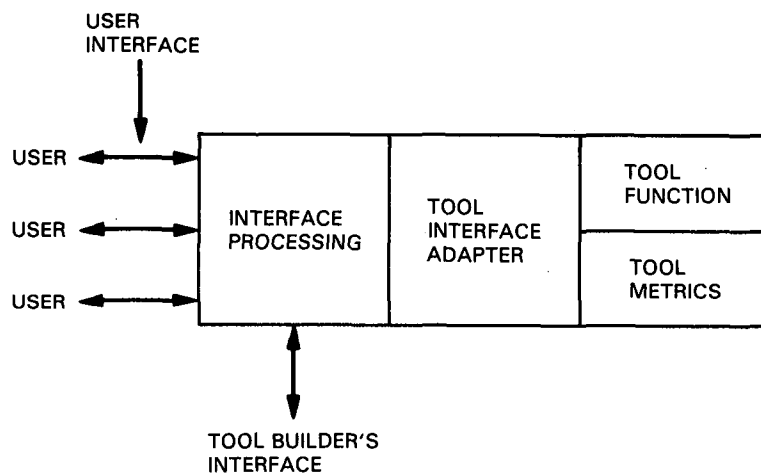 USER
INTERFACE
USER
USER
USER
INTERFACE
PROCESSING
TOOL
INTERFACE
ADAPTER
TOOL
FUNCTION
TOOL
METRICS
TOOL BUILDER'S
INTERFACE